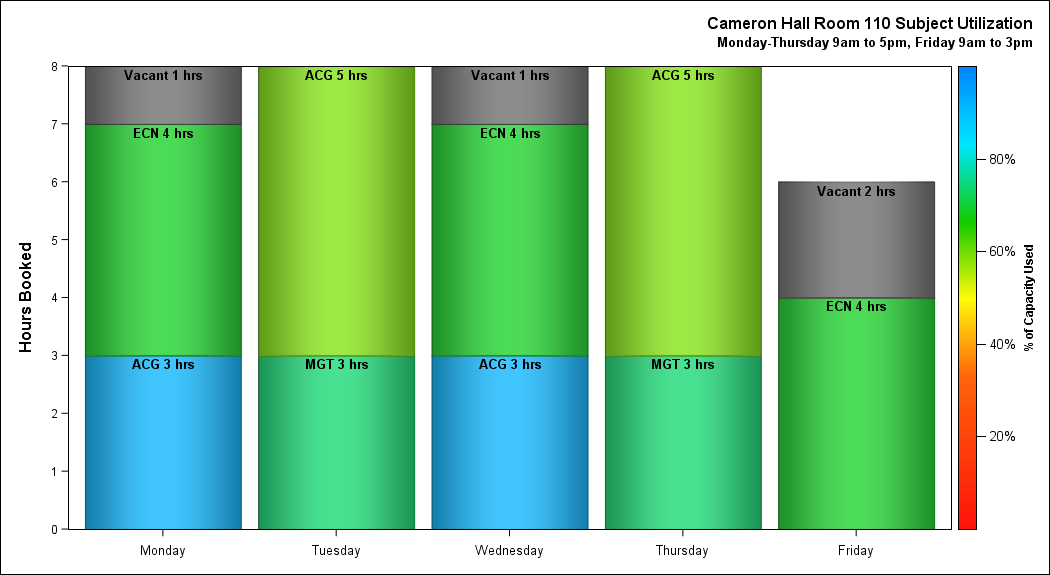 Cameron Hall Room 110 Subject Utilization
Monday-Thursday 9am to 5pm, Friday 9am to 3pm
Hours Booked
8
7
6
5
4
3
2
1
0
Vacant 1 hrs
ECN 4 hrs
ACG 3 hrs
ACG 5 hrs
MGT 3 hrs
Vacant 1 hrs
ECN 4 hrs
ACG 3 hrs
ACG 5 hrs
MGT 3 hrs
Vacant 2 hrs
ECN 4 hrs
Monday
Tuesday
Wednesday
Thursday
Friday
80%
60%
40%
20%
% of Capacity Used